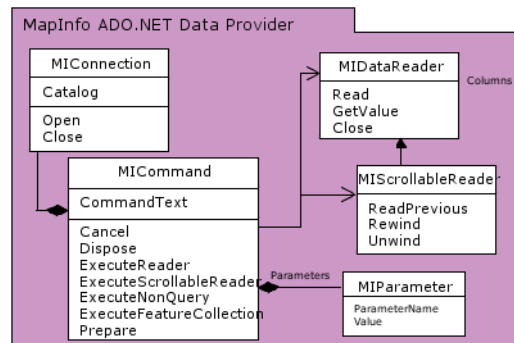 MapInfo ADO.NET Data Provider
MIConnection
Catalog
Open
Close
MICommand
CommandText
Cancel
Dispose
ExecuteReader
ExecuteScrollableReader
ExecuteNonQuery
ExecuteFeatureCollection
Prepare
MIDataReader
Read
GetValue
Close
Columns
MIScrollableReader
ReadPrevious
Rewind
Unwind
Parameters
MIParameter
ParameterName
Value